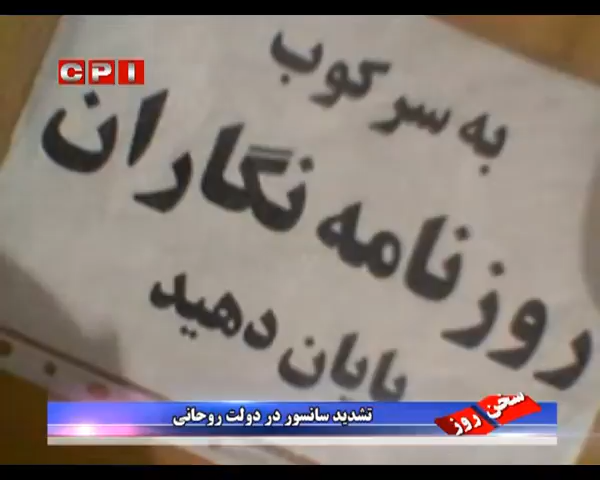 CPI
به سرکوب
روزنامه نگاران
پایان دهید
تشدید سانسور در دولت روحانی
سخن روز